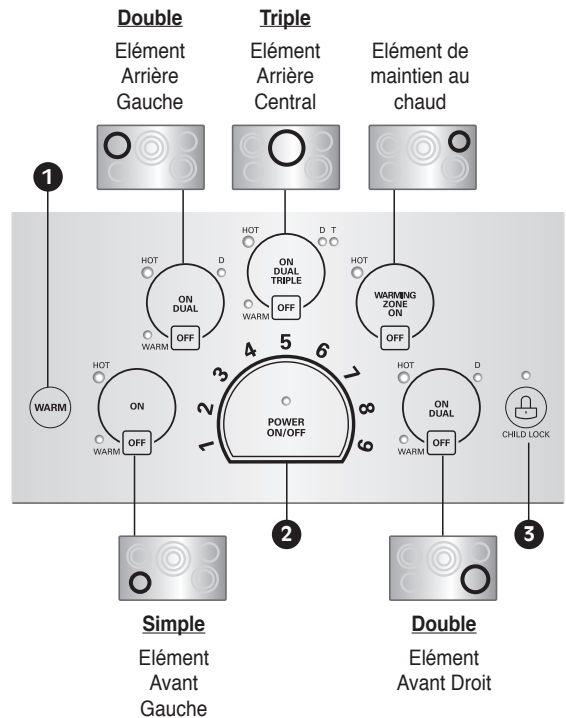 Double
Elément
Arrière
Gauche
Triple
Elément
Arrière
Central
Elément de
maintien au
chaud
1
HOT
D
ON
DUAL
OFF
WARM
HOT
D T
ON
DUAL
TRIPLE
OFF
WARM
HOT
WARMING
ZONE
ON
OFF
WARM
HOT
ON
OFF
WARM
1 2 3 4 5 6 7 8 9
POWER
ON/OFF
HOT
D
ON
DUAL
OFF
WARM
CHILD LOCK
2
3
Simple
Elément
Avant
Gauche
Double
Elément
Avant Droit